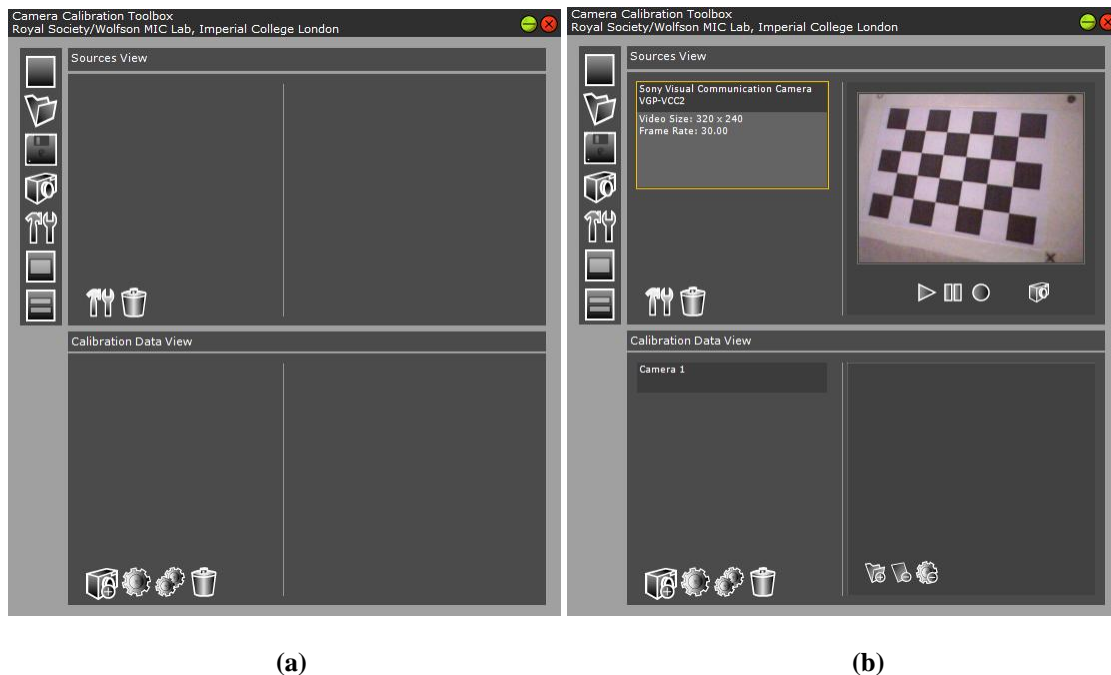 Camera Calibration Toolbox
Royal Society/Wolfson MIC Lab, Imperial College London
Sources View
Calibration Data View
(a)
Camera Calibration Toolbox
Royal Society/Wolfson MIC Lab, Imperial College London
Sources View
Sony Visual Communication Camera
VGP-VCC2
Video Size: 320 x 240
Frame Rate: 30.00
Calibration Data View
Camera 1
(b)